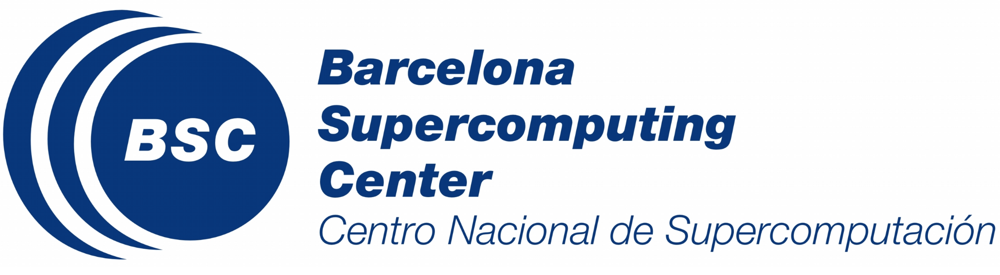 BSC
Barcelona
Supercomputing
Center
Centro Nacional de Supercomputación